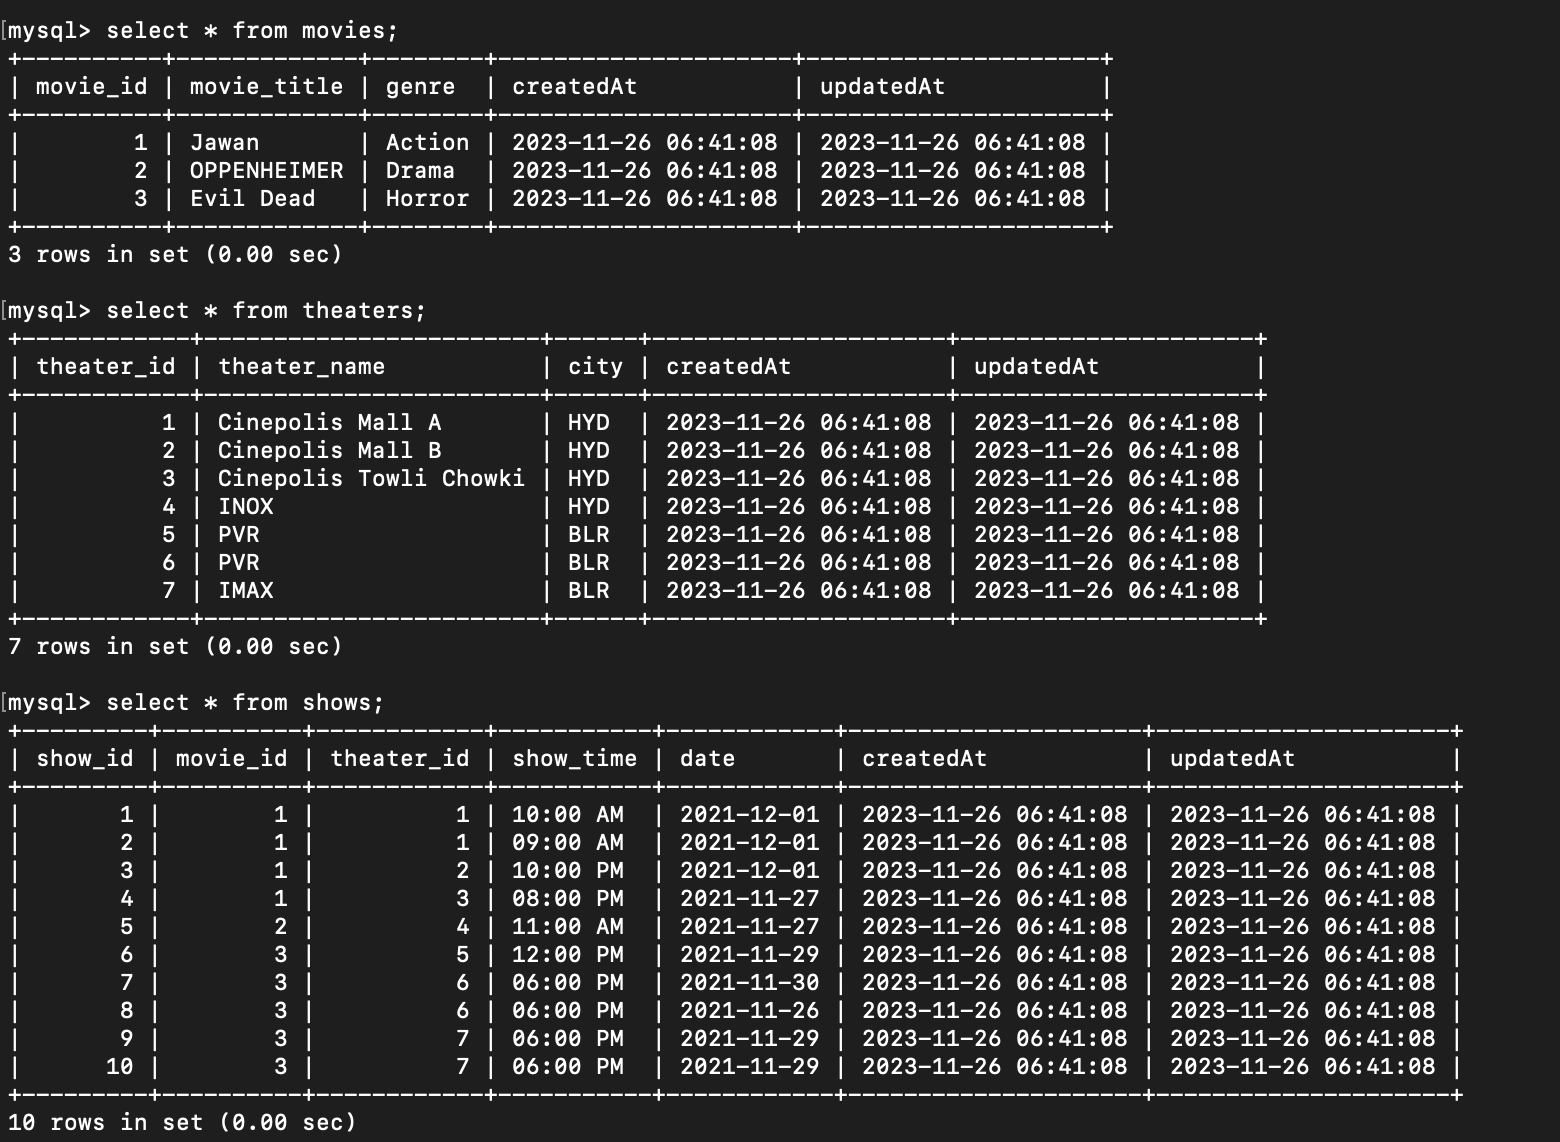 mysql> select * from movies;
+----------+-------------+--------+---------------------+---------------------+
| movie_id | movie_title | genre  | createdAt           | updatedAt           |
+----------+-------------+--------+---------------------+---------------------+
|        1 | Jawan       | Action | 2023-11-26 06:41:08 | 2023-11-26 06:41:08 |
|        2 | OPPENHEIMER | Drama  | 2023-11-26 06:41:08 | 2023-11-26 06:41:08 |
|        3 | Evil Dead   | Horror | 2023-11-26 06:41:08 | 2023-11-26 06:41:08 |
+----------+-------------+--------+---------------------+---------------------+
3 rows in set (0.00 sec)

mysql> select * from theaters;
+------------+------------------------+------+---------------------+---------------------+
| theater_id | theater_name           | city | createdAt           | updatedAt           |
+------------+------------------------+------+---------------------+---------------------+
|          1 | Cinepolis Mall A       | HYD  | 2023-11-26 06:41:08 | 2023-11-26 06:41:08 |
|          2 | Cinepolis Mall B       | HYD  | 2023-11-26 06:41:08 | 2023-11-26 06:41:08 |
|          3 | Cinepolis Towli Chowki | HYD  | 2023-11-26 06:41:08 | 2023-11-26 06:41:08 |
|          4 | INOX                   | HYD  | 2023-11-26 06:41:08 | 2023-11-26 06:41:08 |
|          5 | PVR                    | BLR  | 2023-11-26 06:41:08 | 2023-11-26 06:41:08 |
|          6 | PVR                    | BLR  | 2023-11-26 06:41:08 | 2023-11-26 06:41:08 |
|          7 | IMAX                   | BLR  | 2023-11-26 06:41:08 | 2023-11-26 06:41:08 |
+------------+------------------------+------+---------------------+---------------------+
7 rows in set (0.00 sec)

mysql> select * from shows;
+---------+----------+------------+-----------+------------+---------------------+---------------------+
| show_id | movie_id | theater_id | show_time | date       | createdAt           | updatedAt           |
+---------+----------+------------+-----------+------------+---------------------+---------------------+
|       1 |        1 |          1 | 10:00 AM  | 2021-12-01 | 2023-11-26 06:41:08 | 2023-11-26 06:41:08 |
|       2 |        1 |          1 | 09:00 AM  | 2021-12-01 | 2023-11-26 06:41:08 | 2023-11-26 06:41:08 |
|       3 |        1 |          2 | 10:00 PM  | 2021-12-01 | 2023-11-26 06:41:08 | 2023-11-26 06:41:08 |
|       4 |        1 |          3 | 08:00 PM  | 2021-11-27 | 2023-11-26 06:41:08 | 2023-11-26 06:41:08 |
|       5 |        2 |          4 | 11:00 AM  | 2021-11-27 | 2023-11-26 06:41:08 | 2023-11-26 06:41:08 |
|       6 |        3 |          5 | 12:00 PM  | 2021-11-29 | 2023-11-26 06:41:08 | 2023-11-26 06:41:08 |
|       7 |        3 |          6 | 06:00 PM  | 2021-11-30 | 2023-11-26 06:41:08 | 2023-11-26 06:41:08 |
|       8 |        3 |          6 | 06:00 PM  | 2021-11-26 | 2023-11-26 06:41:08 | 2023-11-26 06:41:08 |
|       9 |        3 |          7 | 06:00 PM  | 2021-11-29 | 2023-11-26 06:41:08 | 2023-11-26 06:41:08 |
|      10 |        3 |          7 | 06:00 PM  | 2021-11-29 | 2023-11-26 06:41:08 | 2023-11-26 06:41:08 |
+---------+----------+------------+-----------+------------+---------------------+---------------------+
10 rows in set (0.00 sec)